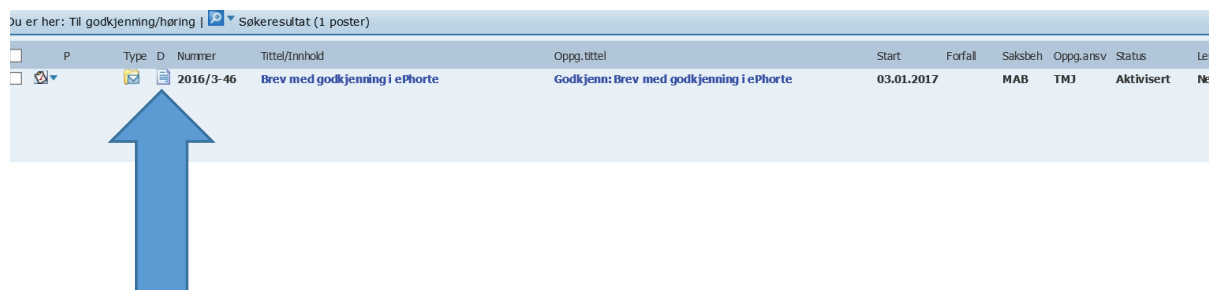 Du er her: Til godkjenning/høring | Søkeresultat (1 poster)
P Type D Nummer Tittel/Innhold Oppg.tittel Start Forfall Saksbeh Oppg.ansv Status
2016/3-46 Brev med godkjenning i ePhorte Godkjenn: Brev med godkjenning i ePhorte 03.01.2017 MAB TMJ Aktivisert